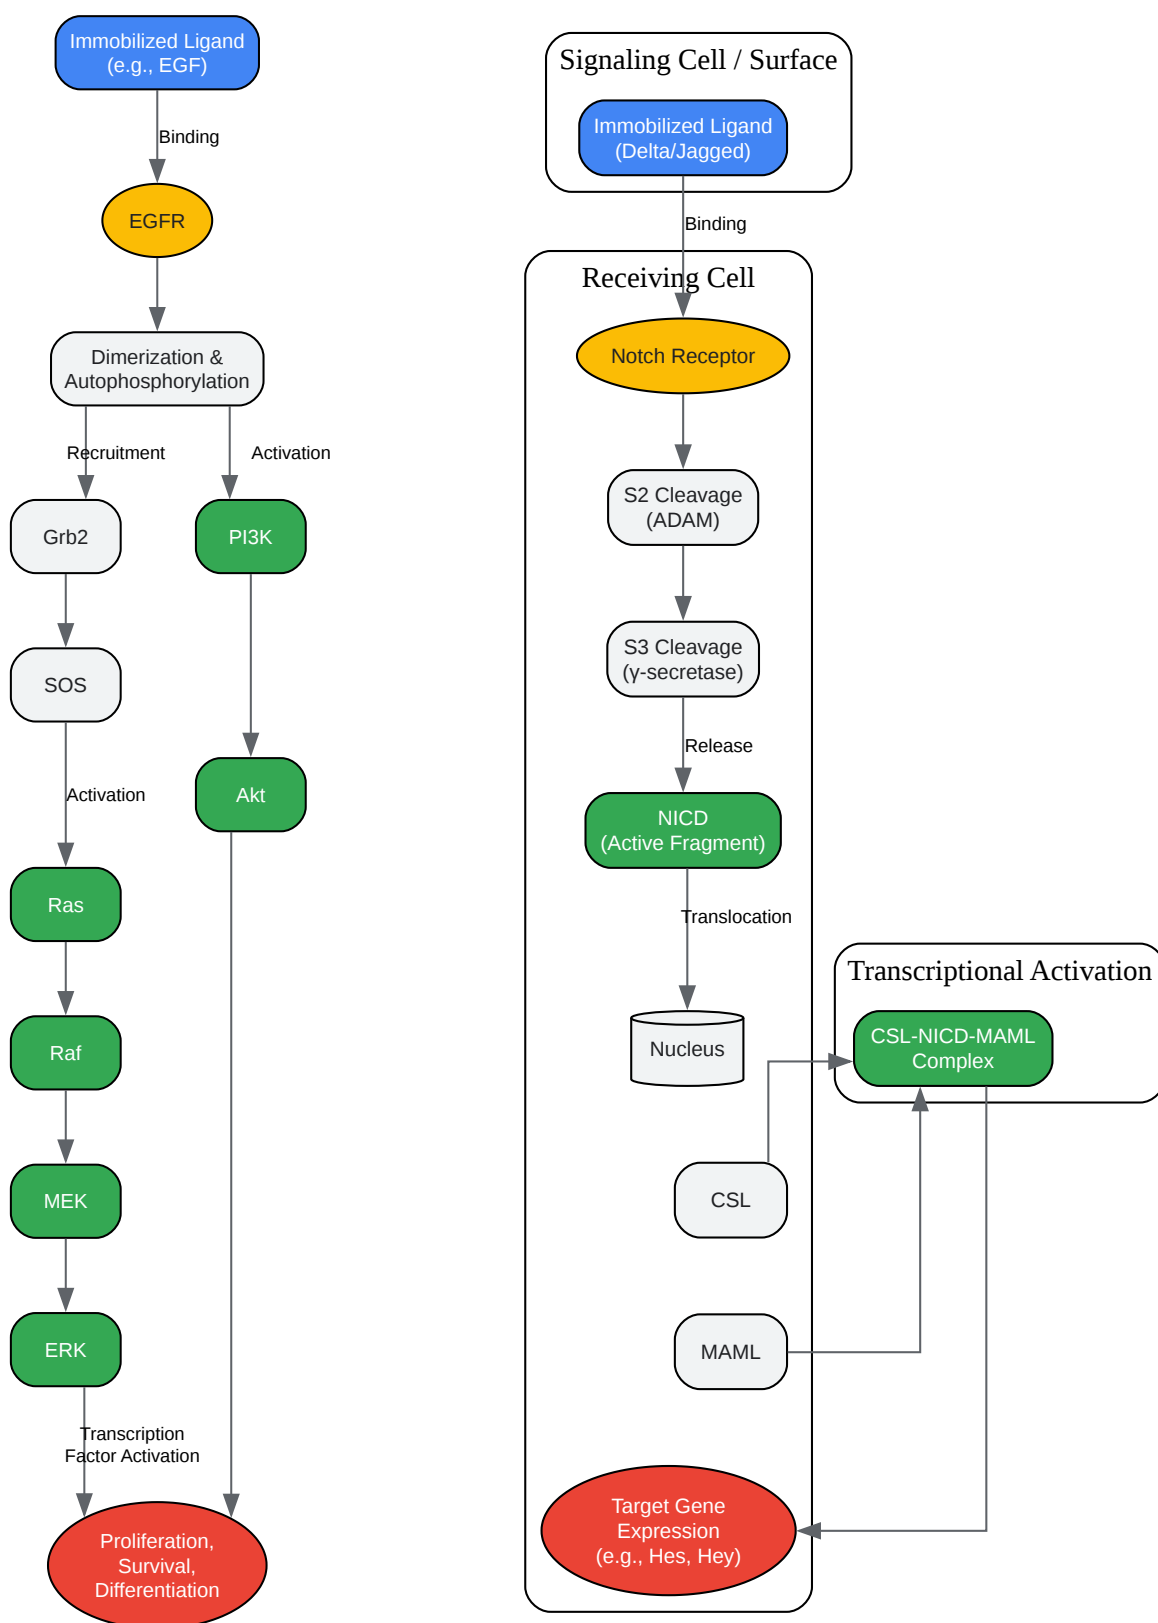 Immobilized Ligand
(e.g., EGF)
Binding
EGFR
Dimerization &
Autophosphorylation
Recruitment
Activation
Grb2
PI3K
SOS
Akt
Activation
Ras
Raf
MEK
ERK
Transcription
Factor Activation
Proliferation,
Survival,
Differentiation
Signaling Cell / Surface
Immobilized Ligand
(Delta/Jagged)
Binding
Receiving Cell
Notch Receptor
S2 Cleavage
(ADAM)
S3 Cleavage
(γ-secretase)
Release
NICD
(Active Fragment)
Translocation
Nucleus
Transcriptional Activation
CSL-NICD-MAML
Complex
CSL
MAML
Target Gene
Expression
(e.g., Hes, Hey)